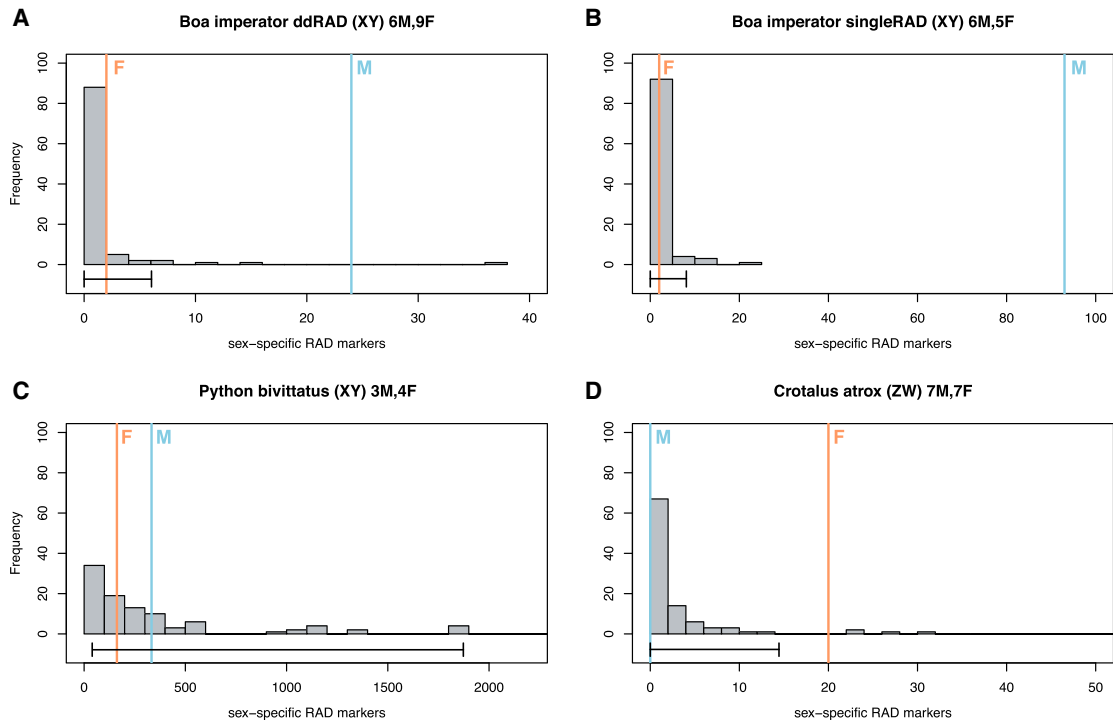 A
Boa imperator ddRAD (XY) 6M,9F
F
M
Frequency
0 20 40 60 80 100
0 10 20 30 40
sex−specific RAD markers
B
Boa imperator singleRAD (XY) 6M,5F
F
M
0 20 40 60 80 100
0 20 40 60 80 100
sex−specific RAD markers
C
Python bivittatus (XY) 3M,4F
F
M
Frequency
0 20 40 60 80 100
0 500 1000 1500 2000
sex−specific RAD markers
D
Crotalus atrox (ZW) 7M,7F
M
F
0 20 40 60 80 100
0 10 20 30 40 50
sex−specific RAD markers